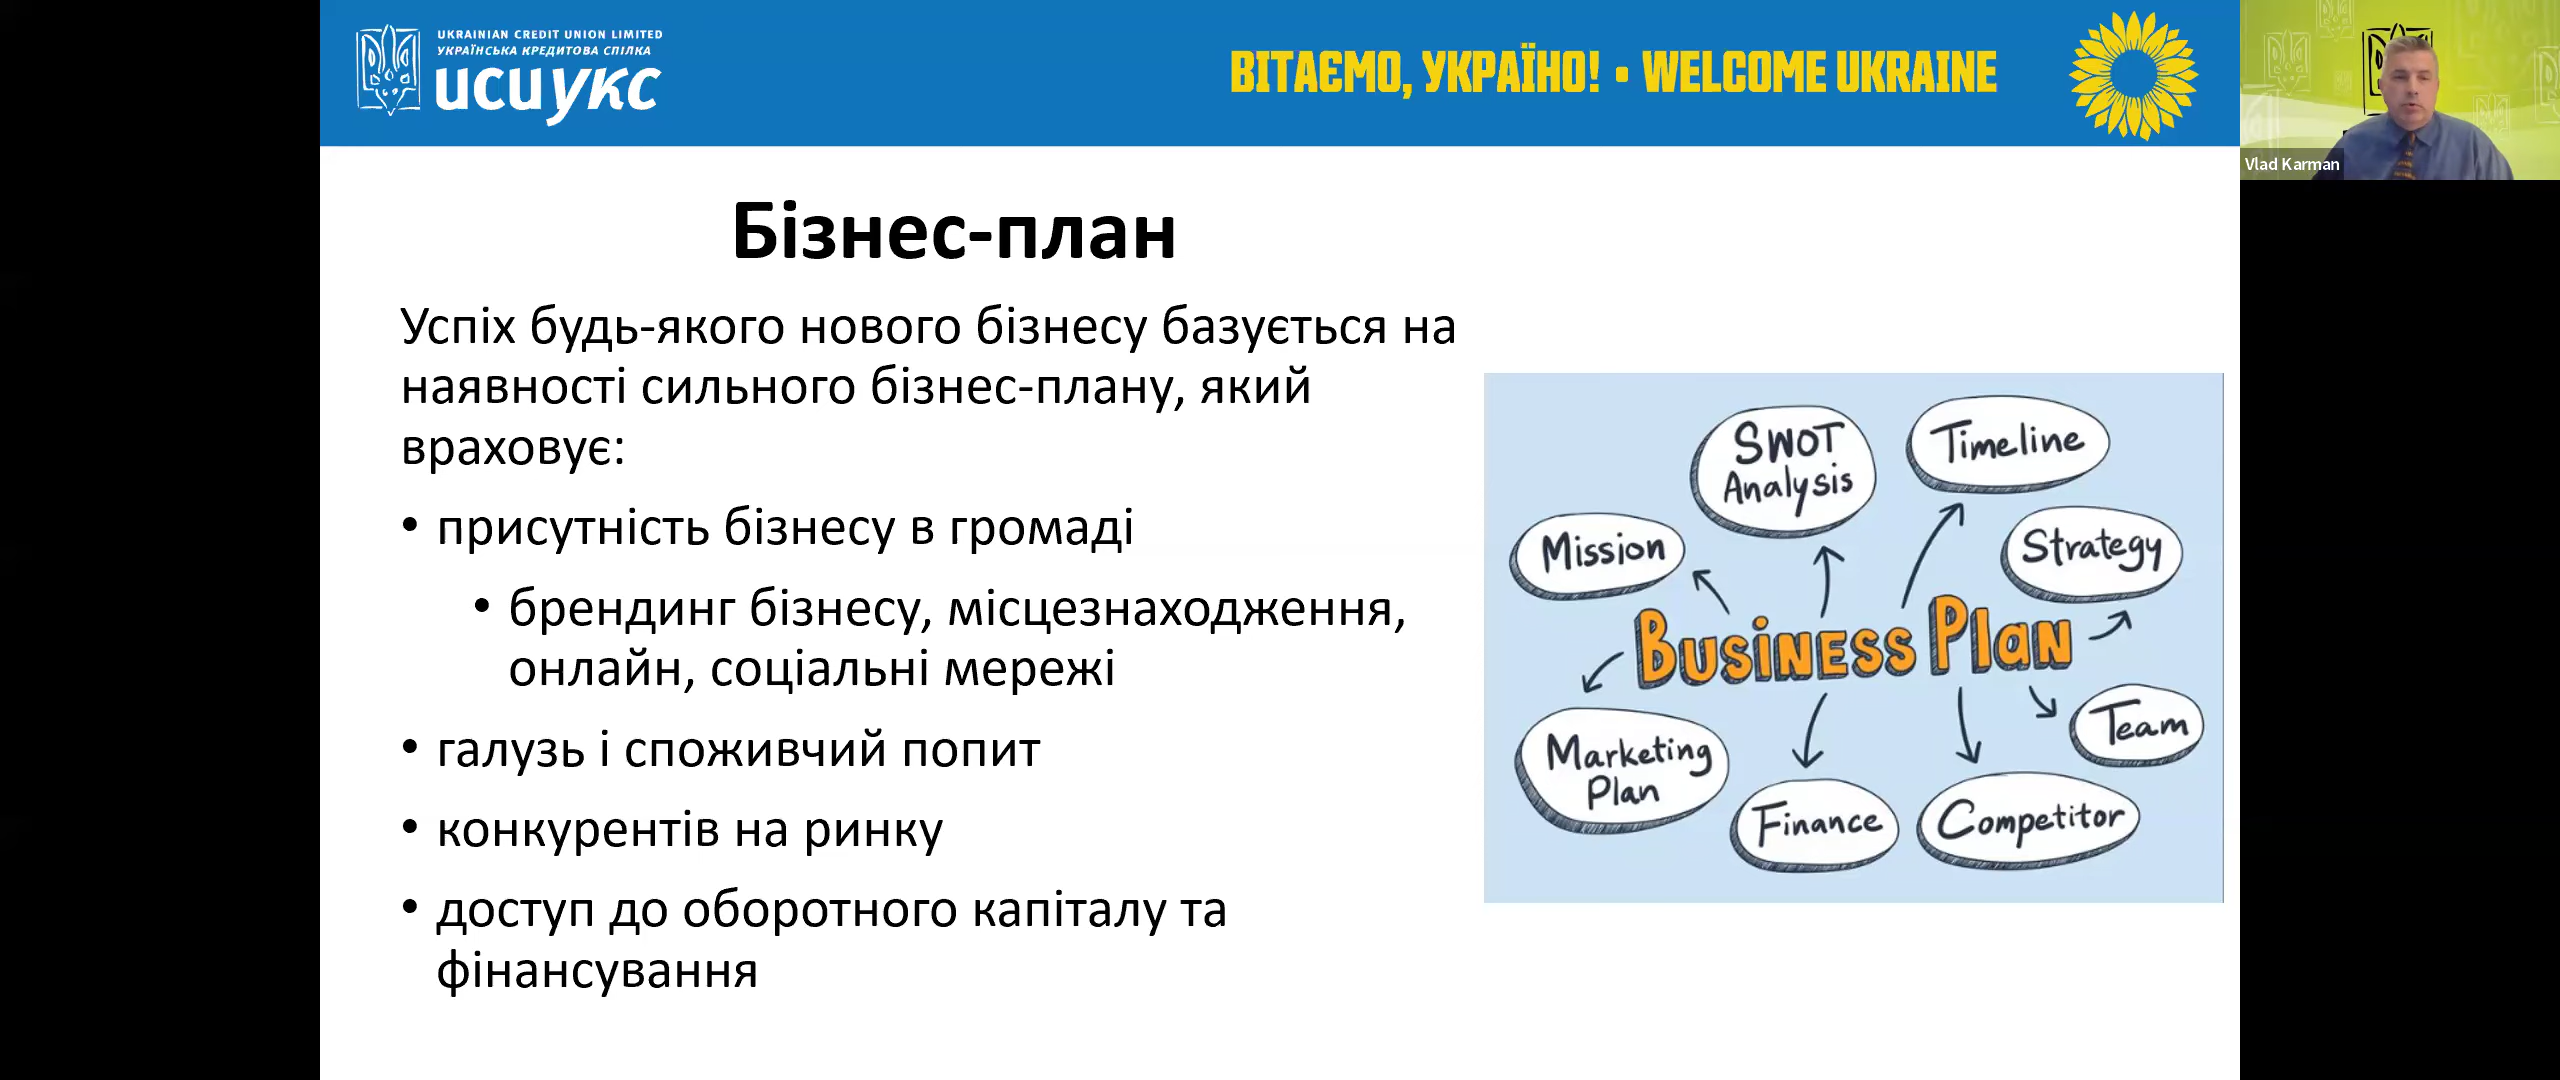 UKRAINIAN CREDIT UNION LIMITED
УКРАЇНСЬКА КРЕДИТОВА СПІЛКА
UCUУКС
ВІТАЄМО, УКРАЇНО! • WELCOME UKRAINE
Vlad Karman
Бізнес-план
Успіх будь-якого нового бізнесу базується на
наявності сильного бізнес-плану, який
враховує:
• присутність бізнесу в громаді
• брендинг бізнесу, місцезнаходження,
онлайн, соціальні мережі
• галузь і споживчий попит
• конкурентів на ринку
• доступ до оборотного капіталу та
фінансування
SWOT
Analysis
Timeline
Mission
Strategy
BUSINESS PLAN
Marketing
Plan
Team
Finance
Competitor